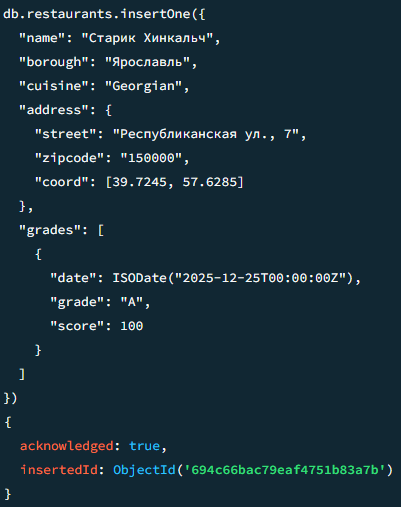 db.restaurants.insertOne({
"name": "Старик Хинкальч",
"borough": "Ярославль",
"cuisine": "Georgian",
"address": {
"street": "Республиканская ул., 7",
"zipcode": "150000",
"coord": [39.7245, 57.6285]
},
"grades": [
{
"date": ISODate("2025-12-25T00:00:00Z"),
"grade": "A",
"score": 100
}
]
})
{
acknowledged: true,
insertedId: ObjectId('694c66bac79eaf4751b83a7b')
}